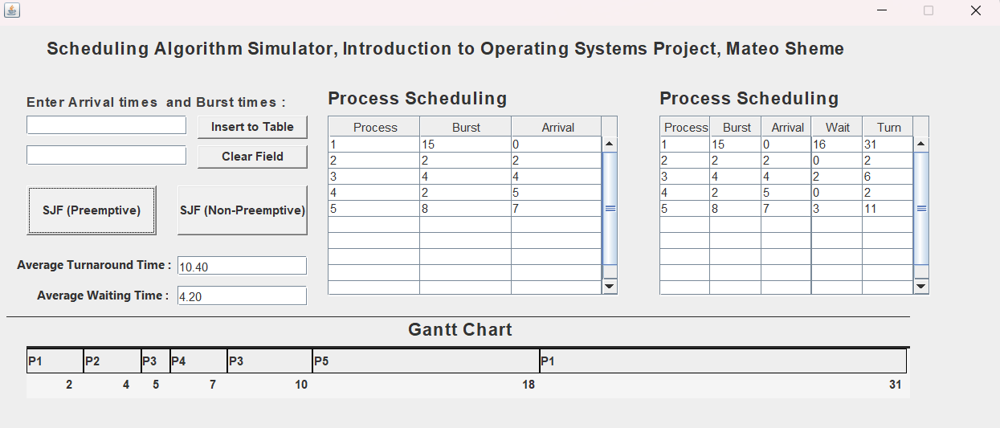 Scheduling Algorithm Simulator, Introduction to Operating Systems Project, Mateo Sheme
Enter Arrival times and Burst times :
Insert to Table
Clear Field
SJF (Preemptive)
SJF (Non-Preemptive)
Average Turnaround Time : 10.40
Average Waiting Time : 4.20
Process Scheduling
Process Burst Arrival
1 15 0
2 2 2
3 4 4
4 2 5
5 8 7
Process Scheduling
Process Burst Arrival Wait Turn
1 15 0 16 31
2 2 2 0 2
3 4 4 2 6
4 2 5 0 2
5 8 7 3 11
Gantt Chart
P1 P2 P3 P4 P3 P5 P1
2 4 5 7 10 18 31